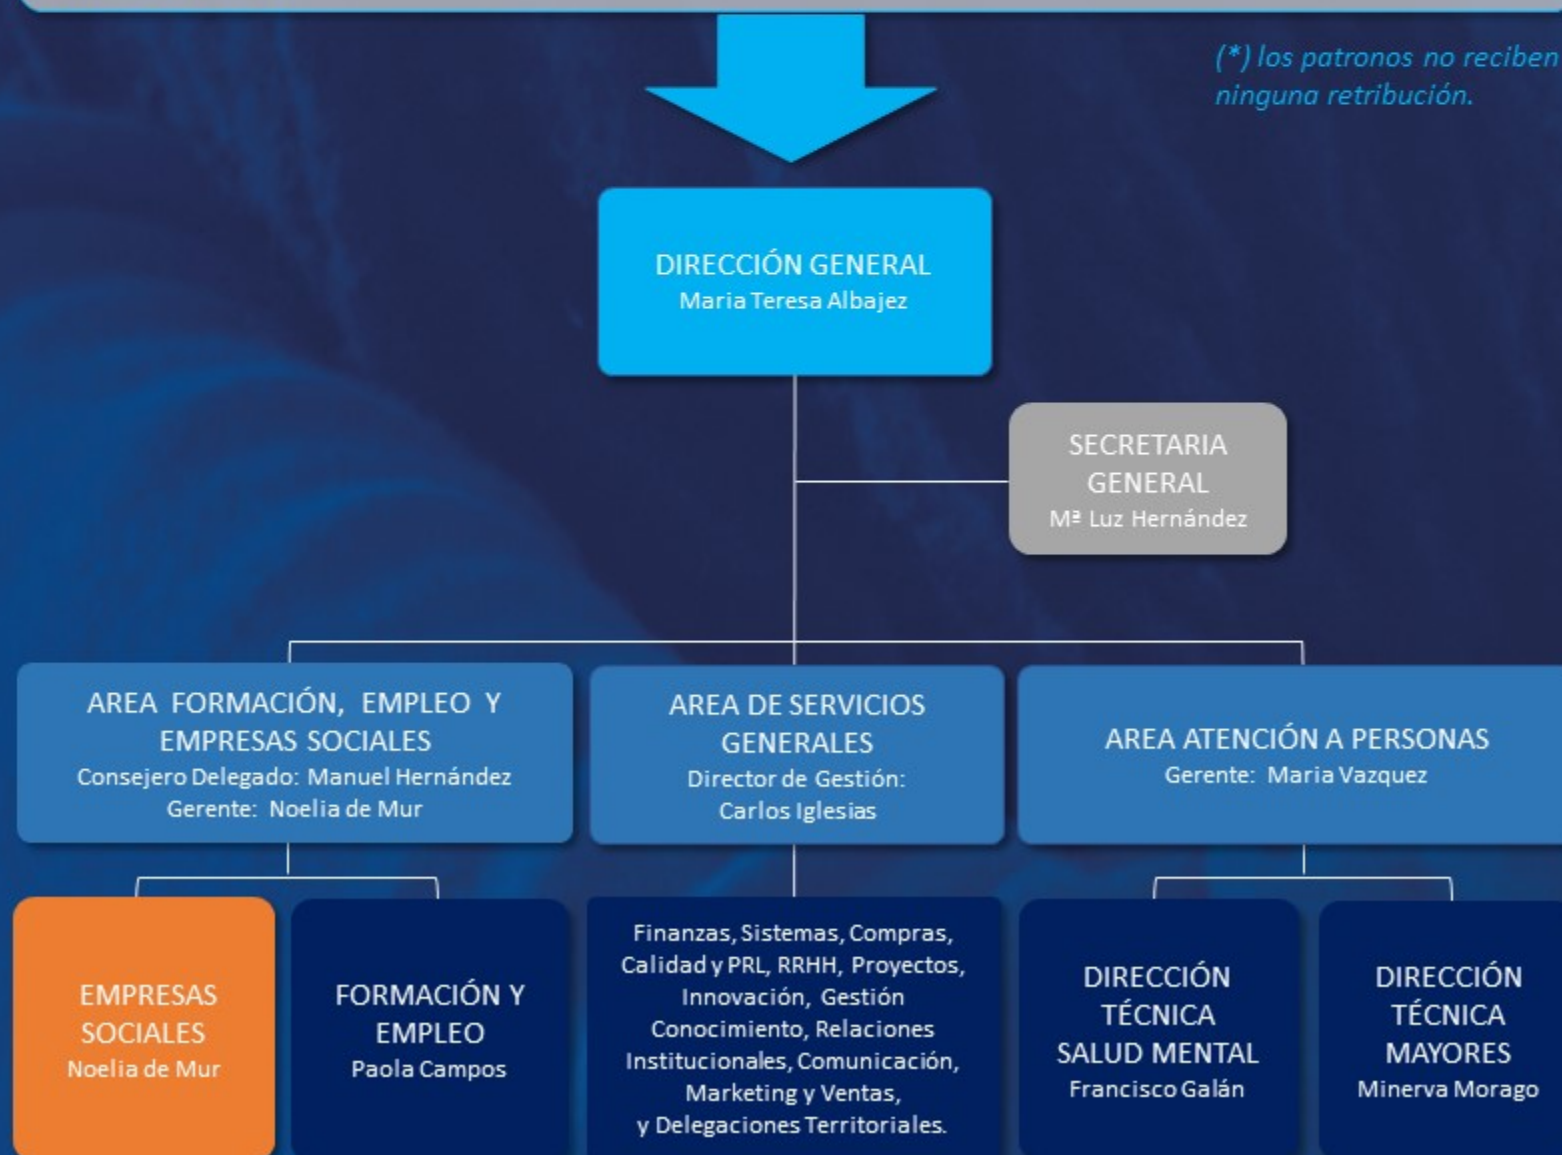 (*) los patronos no reciben
ninguna retribución.
DIRECCIÓN GENERAL
Maria Teresa Albajez
SECRETARIA
GENERAL
Mª Luz Hernández
AREA FORMACIÓN, EMPLEO Y
EMPRESAS SOCIALES
Consejero Delegado: Manuel Hernández
Gerente: Noelia de Mur
AREA DE SERVICIOS
GENERALES
Director de Gestión:
Carlos Iglesias
AREA ATENCIÓN A PERSONAS
Gerente: Maria Vazquez
EMPRESAS
SOCIALES
Noelia de Mur
FORMACIÓN Y
EMPLEO
Paola Campos
Finanzas, Sistemas, Compras,
Calidad y PRL, RRHH, Proyectos,
Innovación, Gestión
Conocimiento, Relaciones
Institucionales, Comunicación,
Marketing y Ventas,
y Delegaciones Territoriales.
DIRECCIÓN
TÉCNICA
SALUD MENTAL
Francisco Galán
DIRECCIÓN
TÉCNICA
MAYORES
Minerva Morago